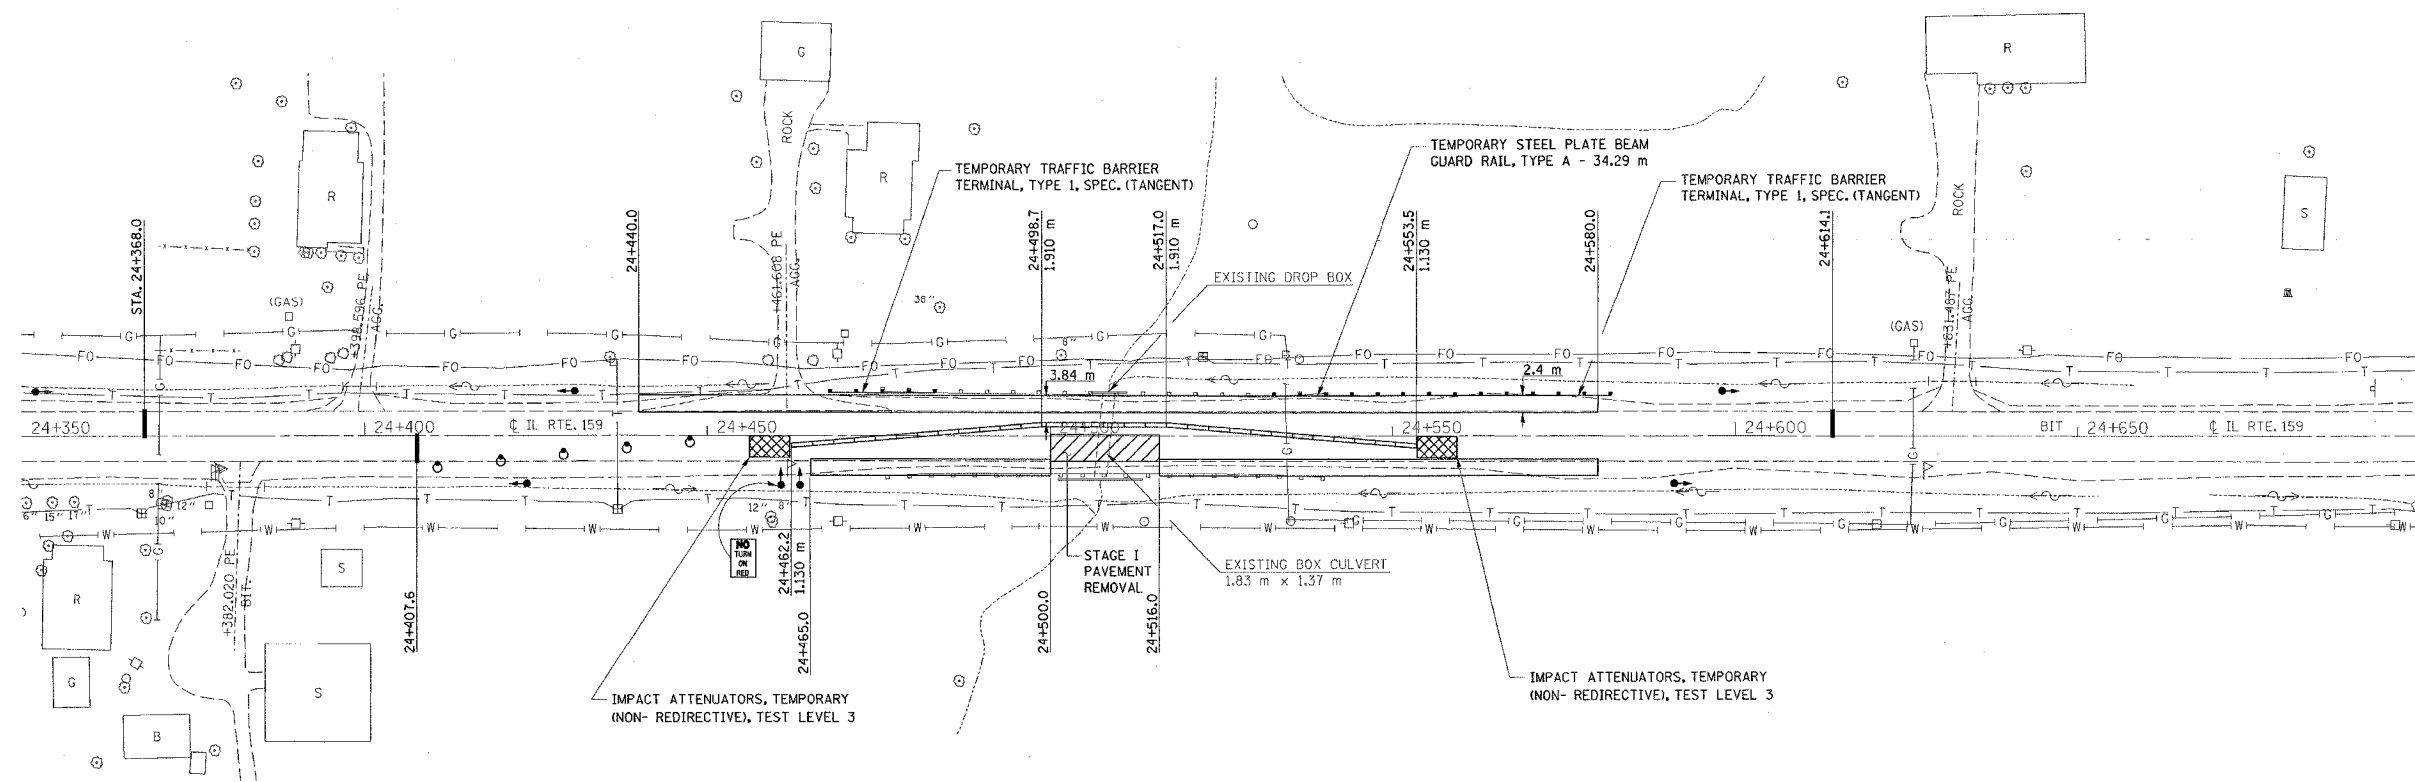 G
R
R
R
S
ROCK
ROCK
TEMPORARY TRAFFIC BARRIER
TERMINAL, TYPE 1, SPEC. (TANGENT)
TEMPORARY STEEL PLATE BEAM
GUARD RAIL, TYPE A - 34.29 m
TEMPORARY TRAFFIC BARRIER
TERMINAL, TYPE 1, SPEC. (TANGENT)
STA. 24+368.0
24+440.0
24+498.7
1.910 m
24+517.0
1.910 m
24+553.5
1.130 m
24+580.0
24+614.1
+398.596 PE
AGG.
+461.608 PE
AGG.
+631.487 PE
AGG.
(GAS)
(GAS)
36"
8"
EXISTING DROP BOX
3.84 m
2.4 m
24+350
24+400
℄ IL RTE. 159
24+450
24+500
24+550
24+600
BIT
24+650
℄ IL RTE. 159
6" 15" 17"
8"
12"
10"
12" 8"
NO
TURN
ON
RED
24+462.2
1.130 m
24+465.0
24+407.6
24+500.0
24+516.0
+382.020 PE
BIT.
STAGE I
PAVEMENT
REMOVAL
EXISTING BOX CULVERT
1.83 m x 1.37 m
IMPACT ATTENUATORS, TEMPORARY
(NON- REDIRECTIVE), TEST LEVEL 3
IMPACT ATTENUATORS, TEMPORARY
(NON- REDIRECTIVE), TEST LEVEL 3
R
S
G
S
B